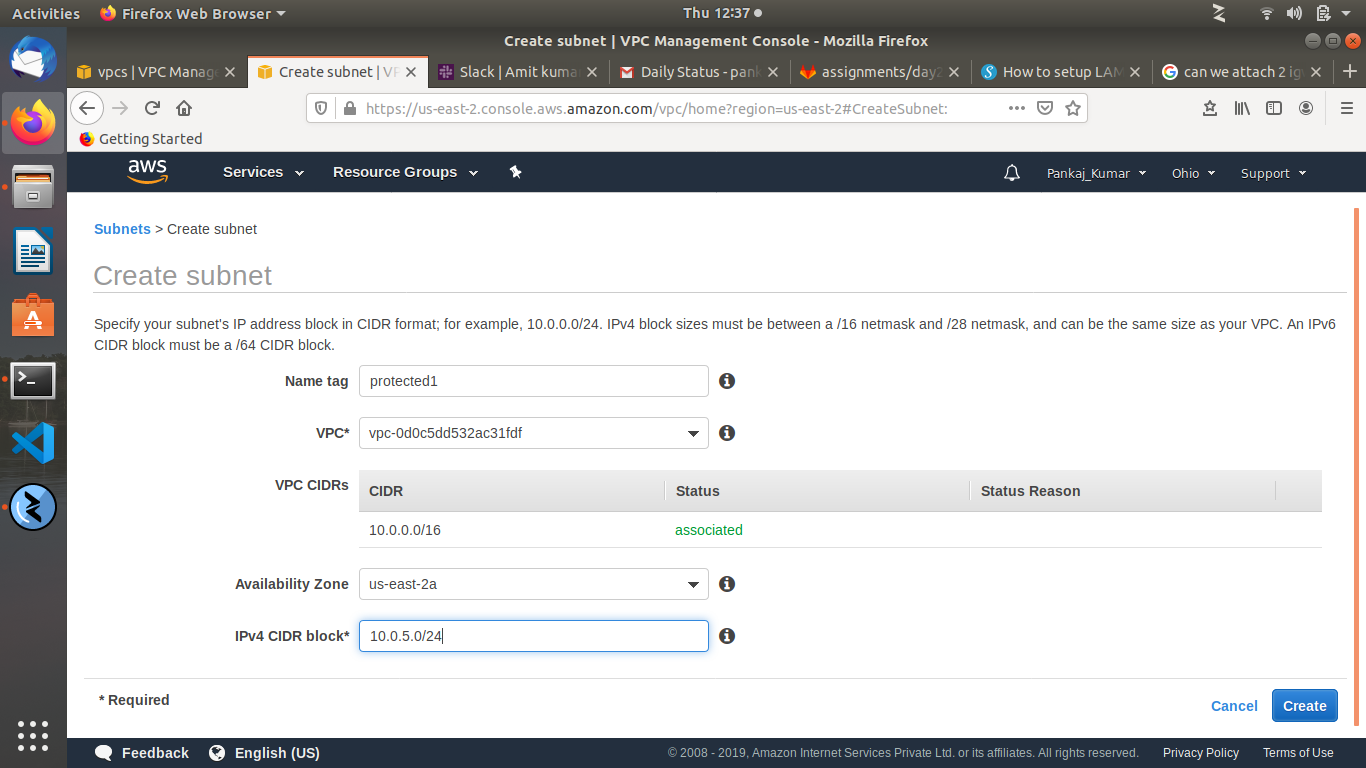 Activities Firefox Web Browser Thu 12:37
Create subnet | VPC Management Console - Mozilla Firefox
vpcs | VPC Manag Create subnet | VP Slack | Amit kuma Daily Status - pank assignments/day2 How to setup LAM can we attach 2 ig
https://us-east-2.console.aws.amazon.com/vpc/home?region=us-east-2#CreateSubnet:
Getting Started
aws Services Resource Groups Pankaj_Kumar Ohio Support
Subnets > Create subnet
Create subnet
Specify your subnet's IP address block in CIDR format; for example, 10.0.0.0/24. IPv4 block sizes must be between a /16 netmask and /28 netmask, and can be the same size as your VPC. An IPv6
CIDR block must be a /64 CIDR block.
Name tag protected1
VPC* vpc-0d0c5dd532ac31fdf
VPC CIDRs CIDR Status Status Reason
10.0.0.0/16 associated
Availability Zone us-east-2a
IPv4 CIDR block* 10.0.5.0/24
* Required
Cancel Create
Feedback English (US) © 2008 - 2019, Amazon Internet Services Private Ltd. or its affiliates. All rights reserved. Privacy Policy Terms of Use